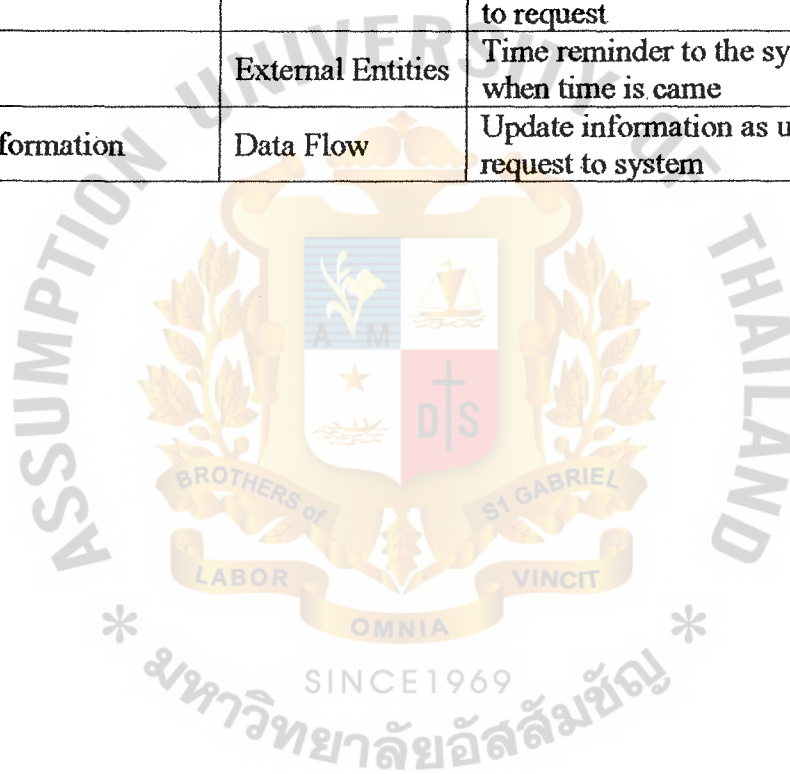 to request
External Entities
Time reminder to the sy
when time is came
formation
Data Flow
Update information as u
request to system
ASSUMPTION UNIVERSITY OF THAILAND
A M
D S
BROTHERS of
S1 GABRIEL
LABOR
VINCIT
OMNIA
SINCE1969
* มหาวิทยาลัยอัสสัมชัญ *